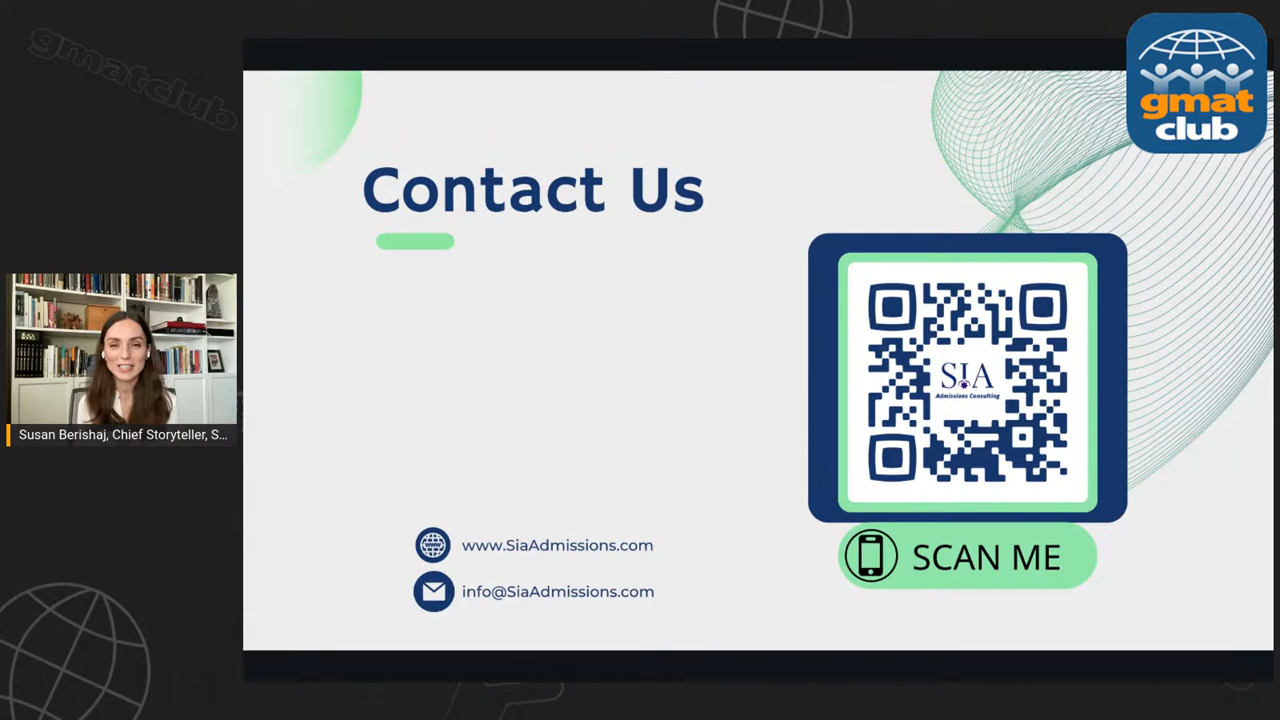 gmatclub
gmat
club
Contact Us
SIA
Admissions Consulting
SCAN ME
www.SiaAdmissions.com
info@SiaAdmissions.com
Susan Berishaj, Chief Storyteller, S...